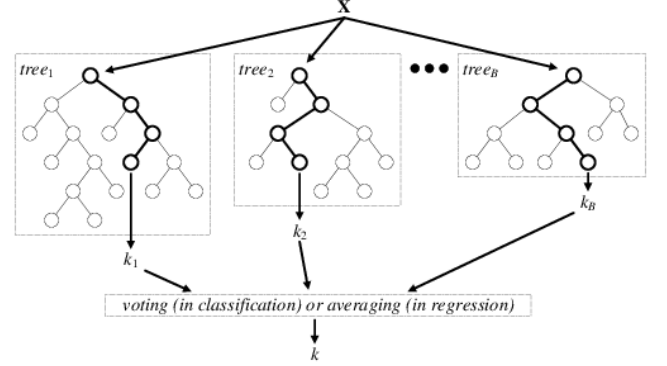 X
tree1
tree2
treeB
k1
k2
kB
voting (in classification) or averaging (in regression)
k